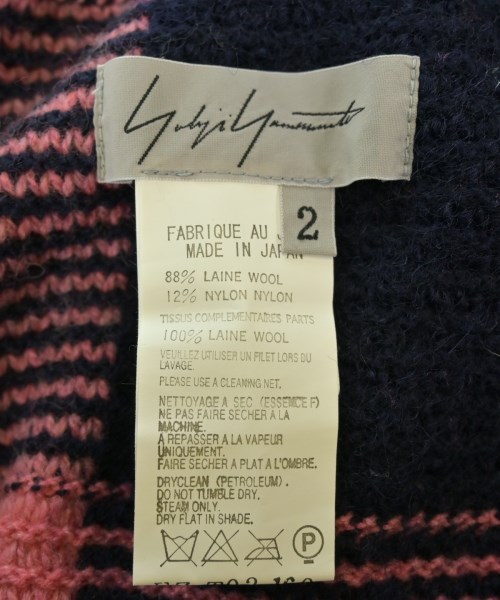 Yohji Yamamoto
2
FABRIQUE AU J
MADE IN JAPAN
88% LAINE WOOL
12% NYLON NYLON
TISSUS COMPLEMENTAIRES PARTS
100% LAINE WOOL
VEUILLEZ UTILISER UN FILET LORS DU
LAVAGE.
PLEASE USE A CLEANING NET.
NETTOYAGE A SEC (ESSENCE F)
NE PAS FAIRE SÉCHER À LA
MACHINE.
A REPASSER A LA VAPEUR
UNIQUEMENT.
FAIRE SECHER A PLAT A L'OMBRE.
DRYCLEAN (PETROLEUM).
DO NOT TUMBLE DRY.
STEAM ONLY.
DRY FLAT IN SHADE.
P